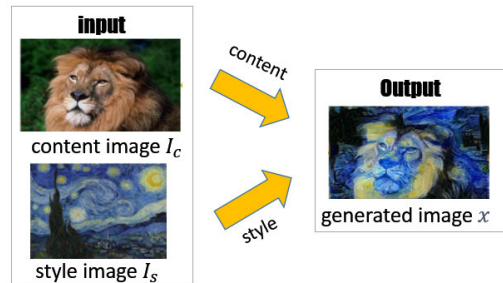 input
content image I_c
style image I_s
content
style
Output
generated image x